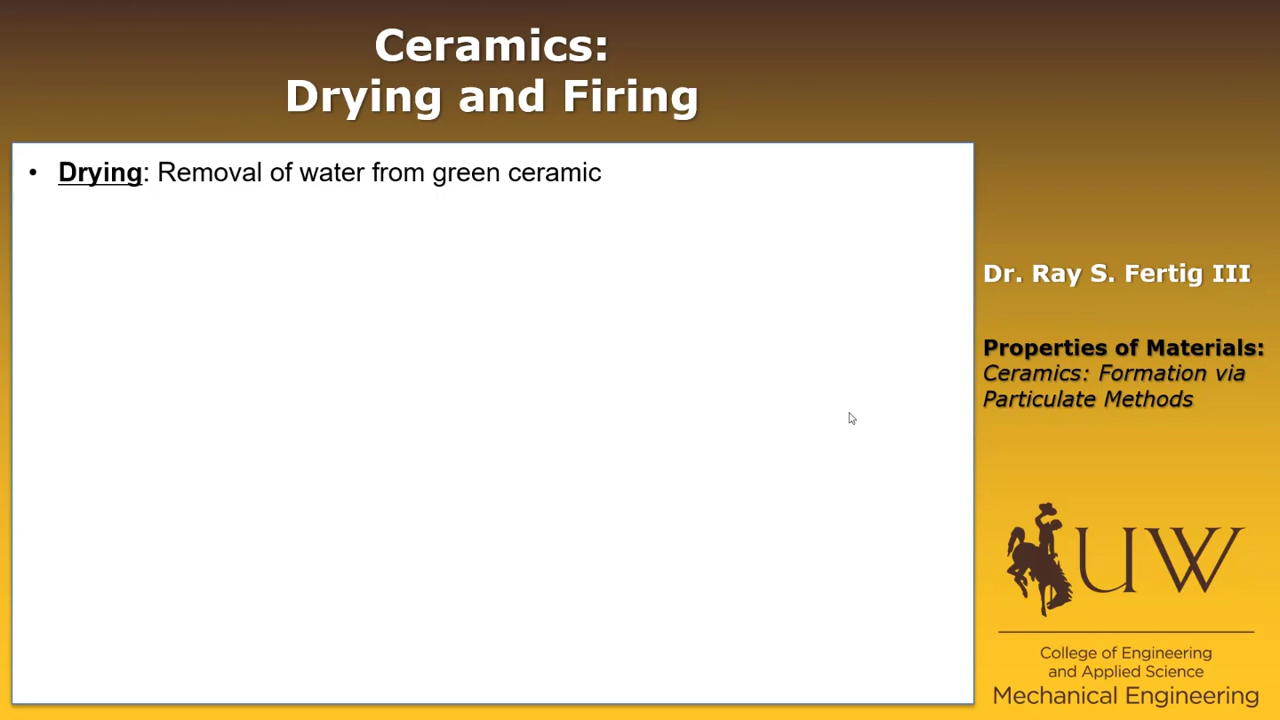 Ceramics:
Drying and Firing
• Drying: Removal of water from green ceramic
Dr. Ray S. Fertig III
Properties of Materials:
Ceramics: Formation via
Particulate Methods
UW
College of Engineering
and Applied Science
Mechanical Engineering